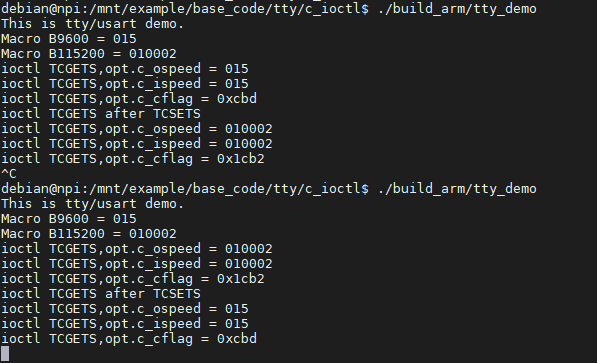 debian@npi:/mnt/example/base_code/tty/c_ioctl$ ./build_arm/tty_demo
This is tty/usart demo.
Macro B9600 = 015
Macro B115200 = 010002
ioctl TCGETS,opt.c_ospeed = 015
ioctl TCGETS,opt.c_ispeed = 015
ioctl TCGETS,opt.c_cflag = 0xcbd
ioctl TCGETS after TCSETS
ioctl TCGETS,opt.c_ospeed = 010002
ioctl TCGETS,opt.c_ispeed = 010002
ioctl TCGETS,opt.c_cflag = 0x1cb2
^C
debian@npi:/mnt/example/base_code/tty/c_ioctl$ ./build_arm/tty_demo
This is tty/usart demo.
Macro B9600 = 015
Macro B115200 = 010002
ioctl TCGETS,opt.c_ospeed = 010002
ioctl TCGETS,opt.c_ispeed = 010002
ioctl TCGETS,opt.c_cflag = 0x1cb2
ioctl TCGETS after TCSETS
ioctl TCGETS,opt.c_ospeed = 015
ioctl TCGETS,opt.c_ispeed = 015
ioctl TCGETS,opt.c_cflag = 0xcbd